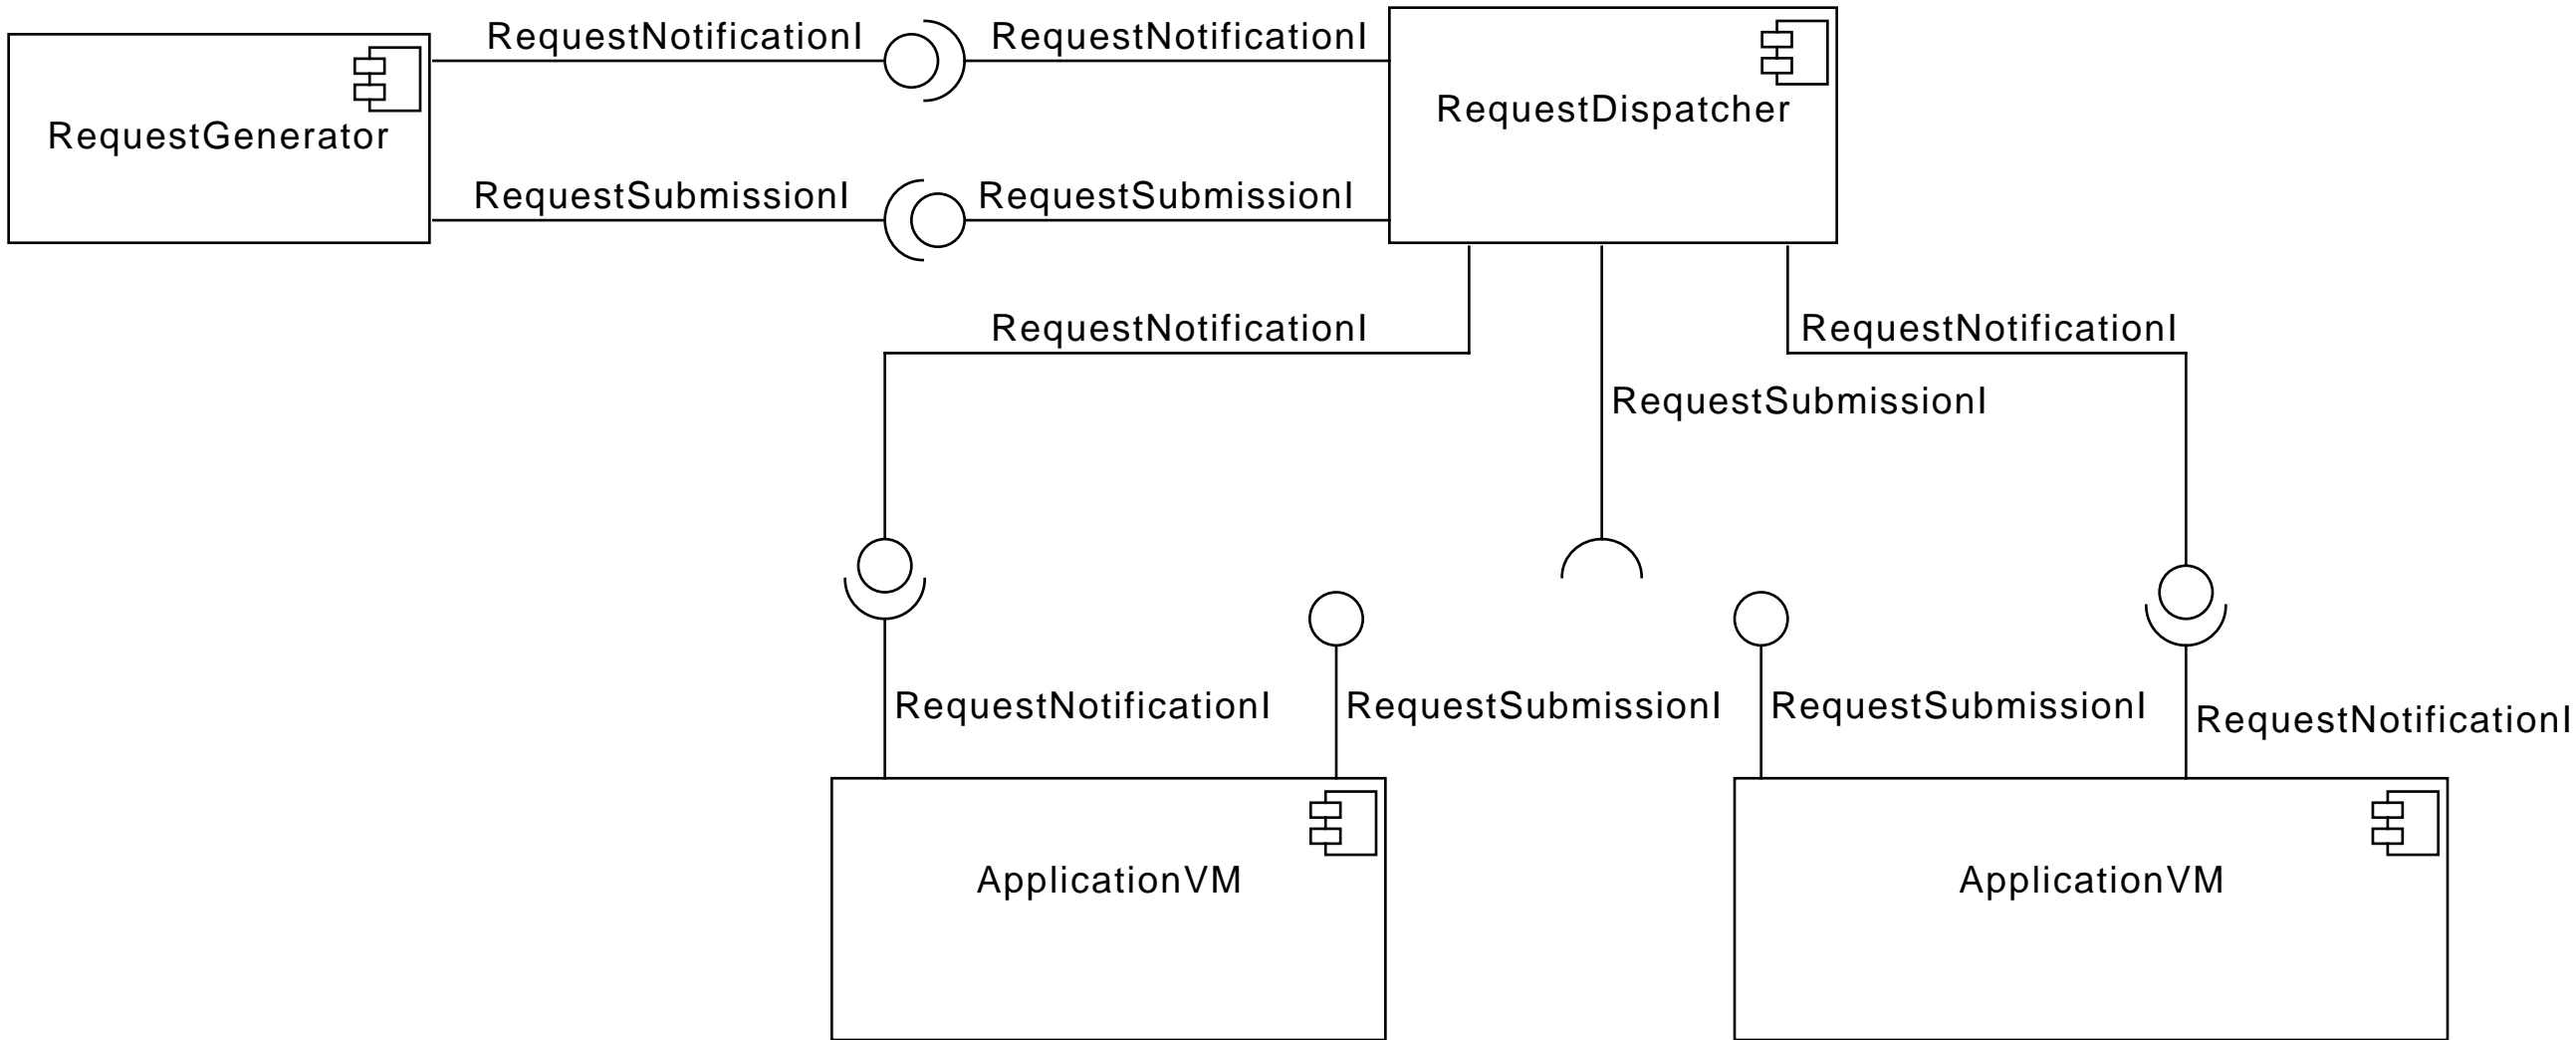 RequestNotificationI
RequestNotificationI
RequestGenerator
RequestDispatcher
RequestSubmissionI
RequestSubmissionI
RequestNotificationI
RequestNotificationI
RequestSubmissionI
RequestNotificationI
RequestSubmissionI
RequestSubmissionI
RequestNotificationI
ApplicationVM
ApplicationVM